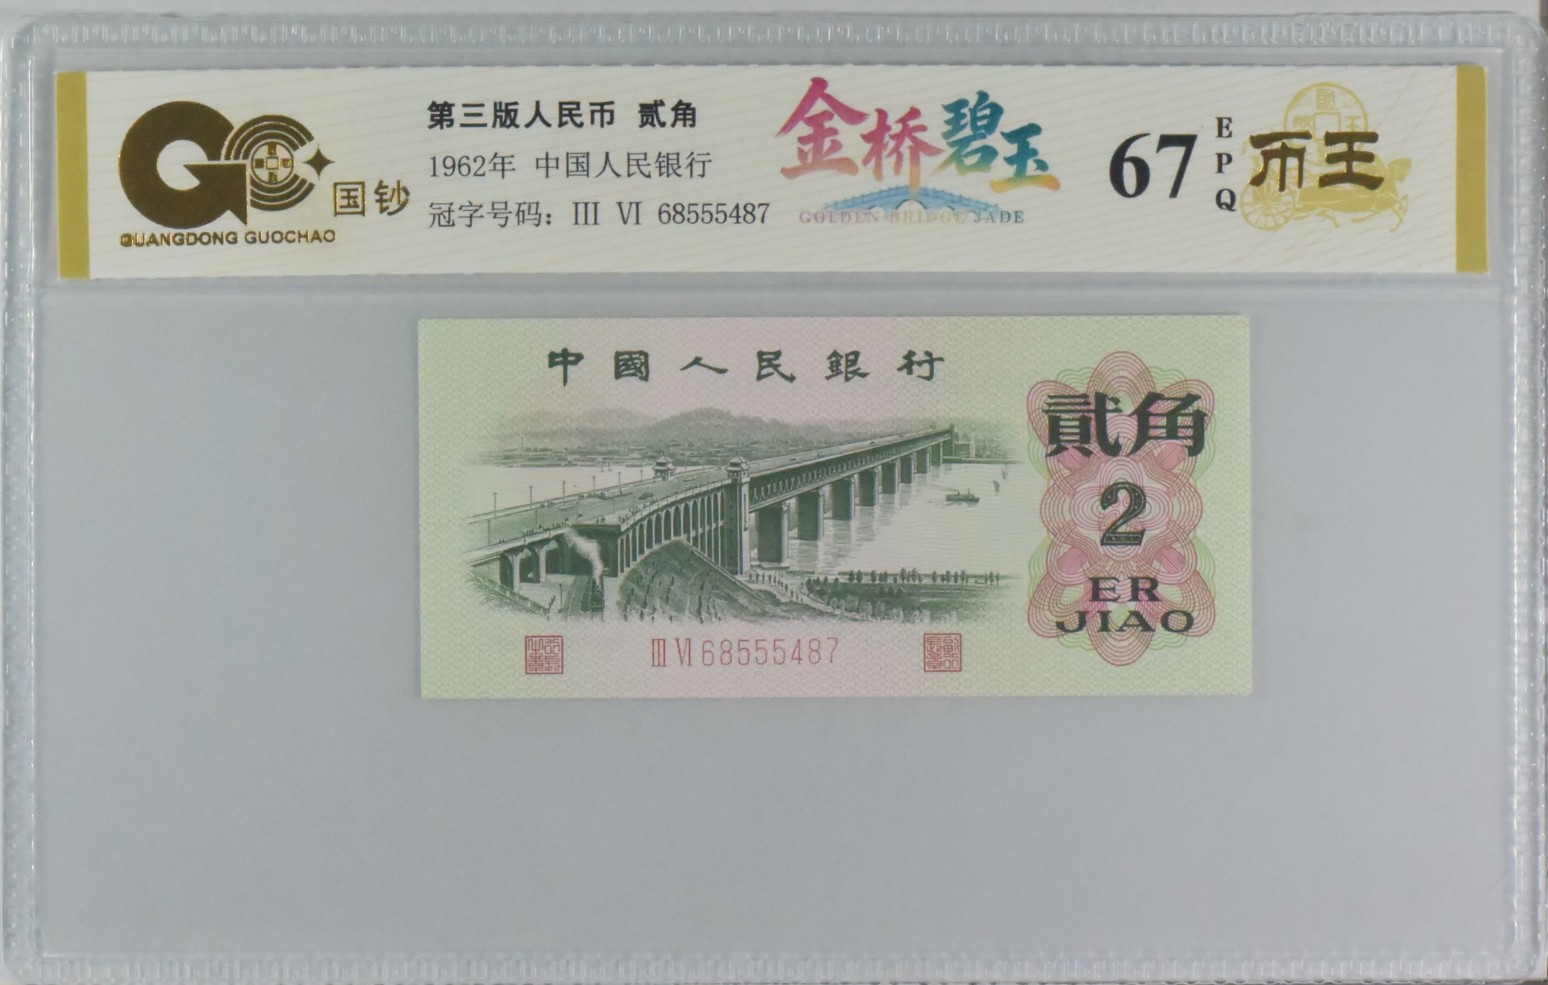 国钞
GUANGDONG GUOCHAO
第三版人民币 贰角
1962年 中国人民银行
冠字号码：III VI 68555487
金桥碧玉
GOLDEN BRIDGE JADE
67
EPQ
币王
中國人民銀行
貳角
2
ER
JIAO
III VI 68555487